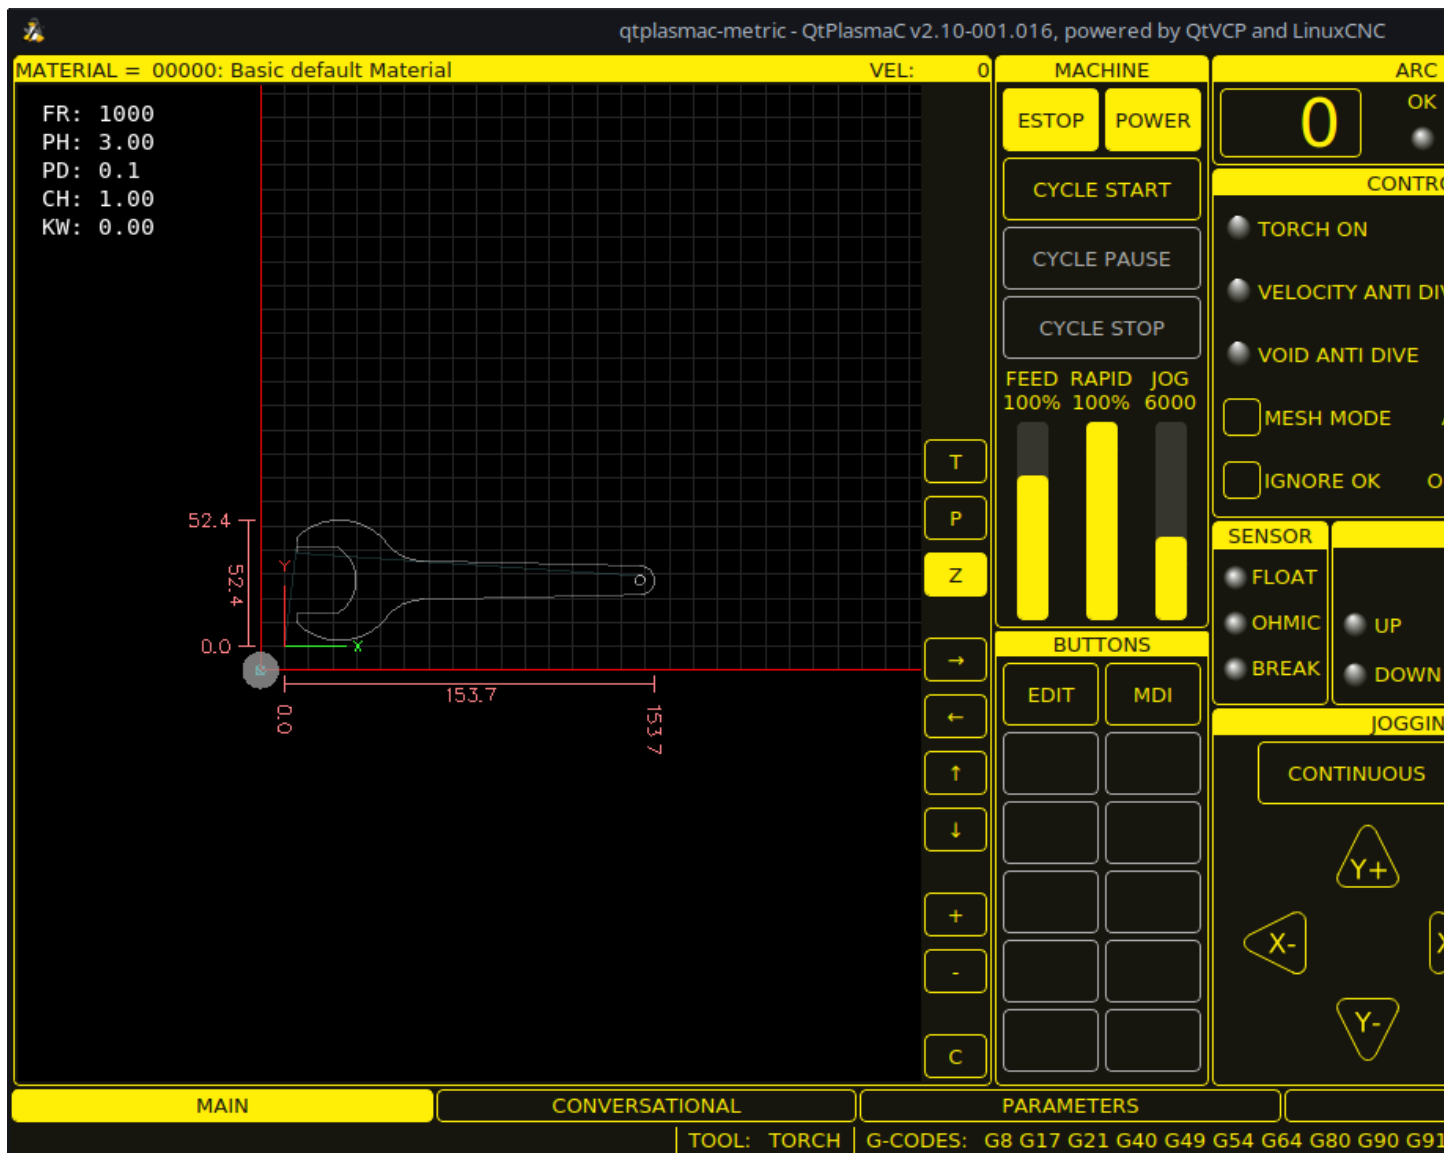 qtplasmac-metric - QtPlasmaC v2.10-001.016, powered by QtVCP and LinuxCNC
MATERIAL = 00000: Basic default Material
VEL: 0
FR: 1000
PH: 3.00
PD: 0.1
CH: 1.00
KW: 0.00
52.4
52.4
0.0
Y
X
153.7
0.0
153.7
T
P
Z
→
←
↑
↓
+
-
C
MACHINE
ESTOP POWER
CYCLE START
CYCLE PAUSE
CYCLE STOP
FEED RAPID JOG
100% 100% 6000
BUTTONS
EDIT MDI
ARC
0
OK
CONTRO
TORCH ON
VELOCITY ANTI DIV
VOID ANTI DIVE
MESH MODE
IGNORE OK O
SENSOR
FLOAT
OHMIC
BREAK
UP
DOWN
JOGGIN
CONTINUOUS
Y+
X-
Y-
MAIN CONVERSATIONAL PARAMETERS
TOOL: TORCH G-CODES: G8 G17 G21 G40 G49 G54 G64 G80 G90 G91